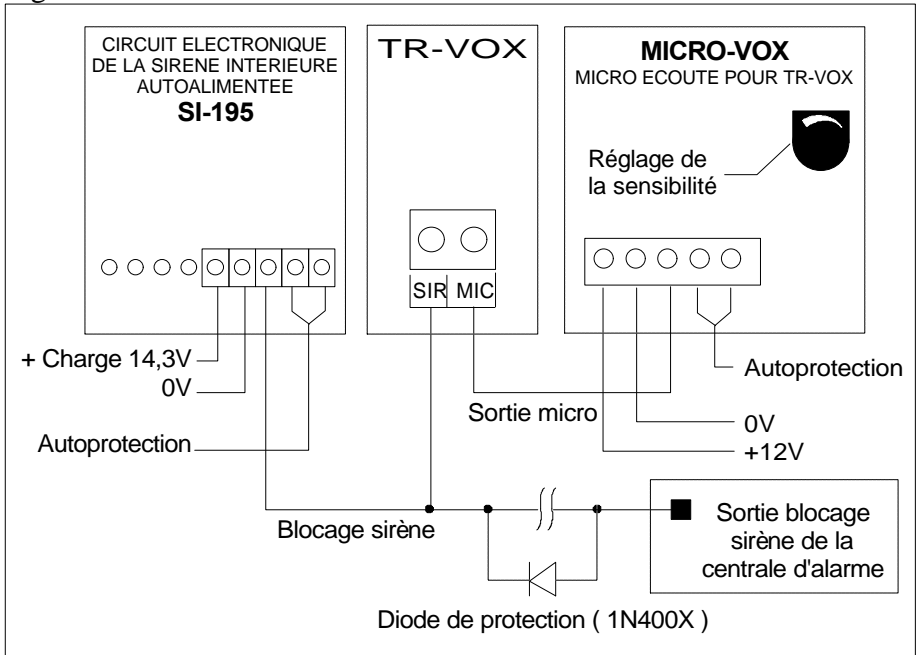 CIRCUIT ELECTRONIQUE
DE LA SIRENE INTERIEURE
AUTOALIMENTEE
SI-195
TR-VOX
MICRO-VOX
MICRO ECOUTE POUR TR-VOX
Réglage de
la sensibilité
SIR MIC
+ Charge 14,3V
0V
Autoprotection
Sortie micro
Autoprotection
0V
+12V
Blocage sirène
Sortie blocage
sirène de la
centrale d'alarme
Diode de protection ( 1N400X )